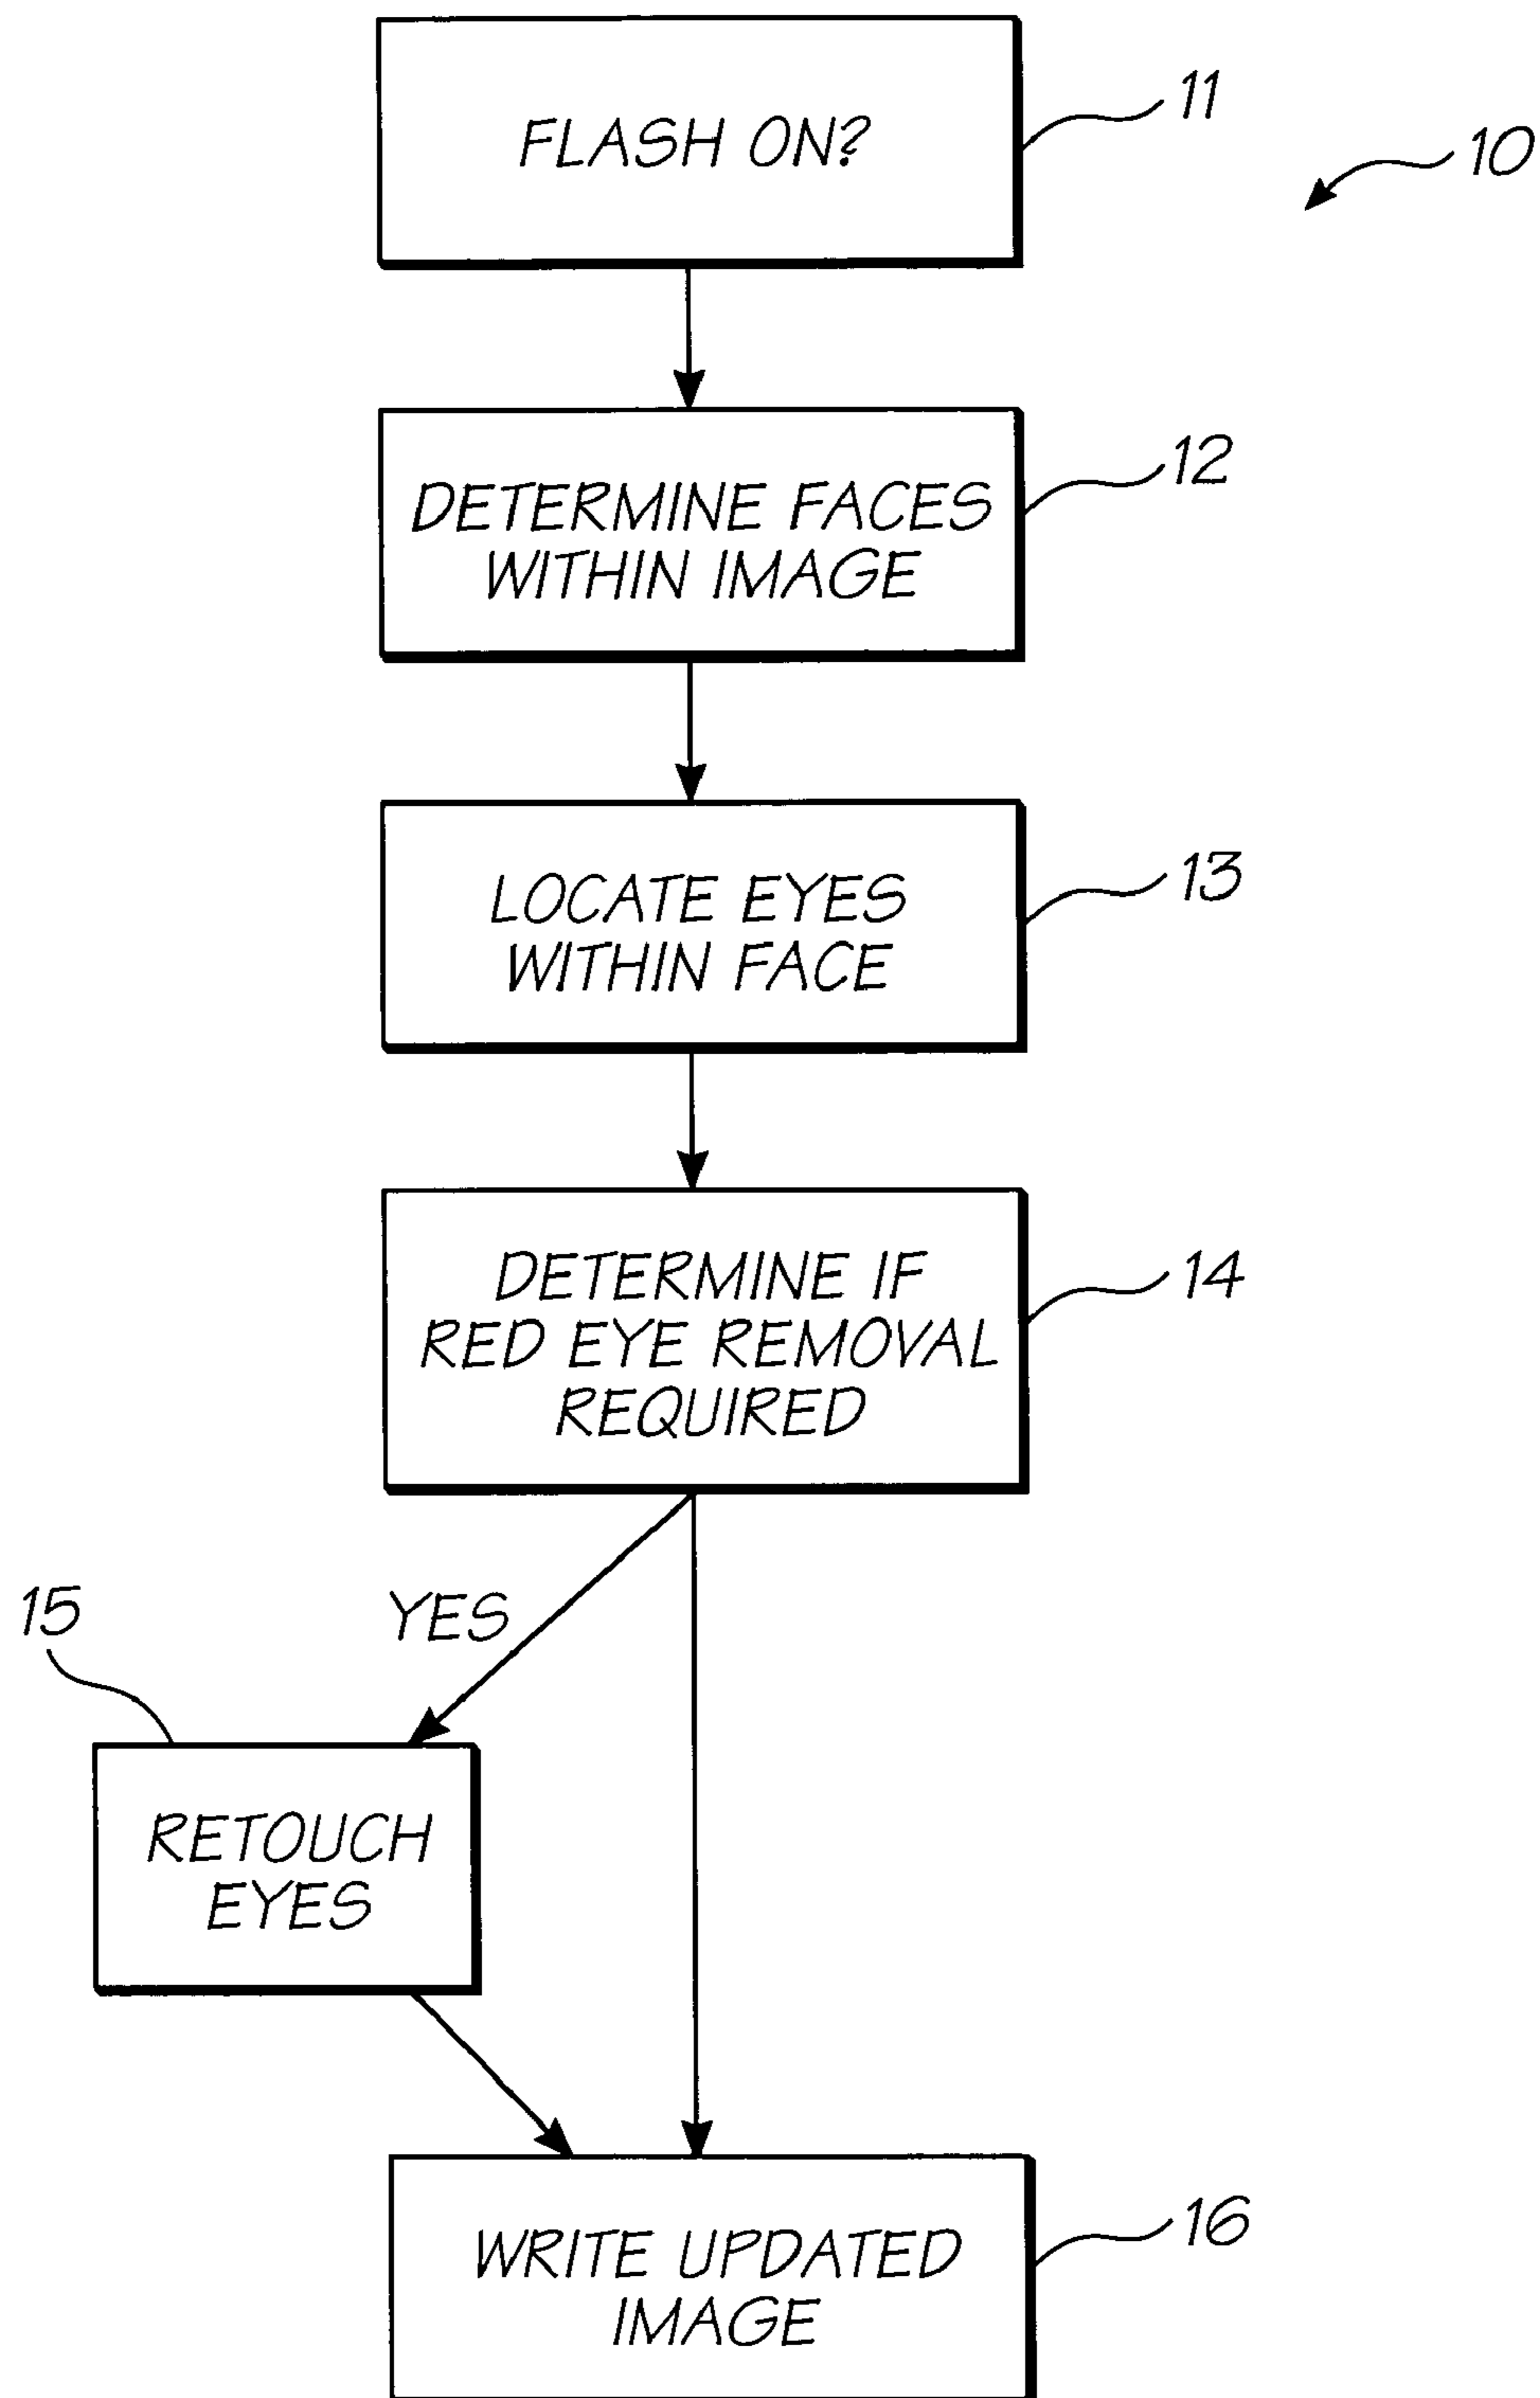 FLASH ON?
11
10
DETERMINE FACES
WITHIN IMAGE
12
LOCATE EYES
WITHIN FACE
13
DETERMINE IF
RED EYE REMOVAL
REQUIRED
14
YES
15
RETOUCH
EYES
WRITE UPDATED
IMAGE
16